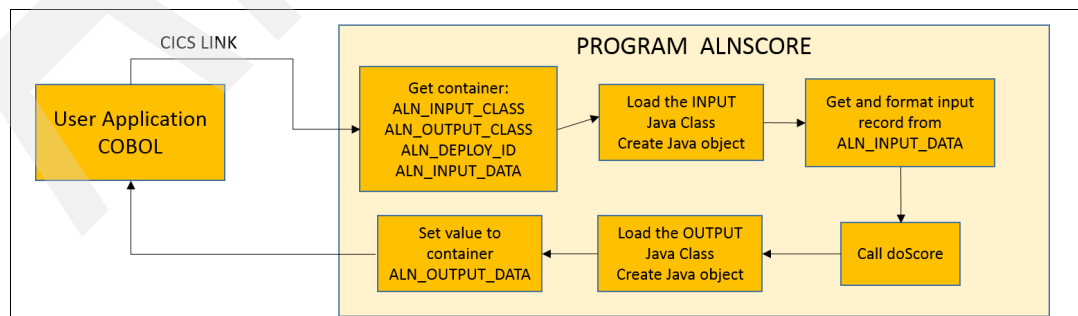 PROGRAM ALNSCORE
CICS LINK
User Application
COBOL
Get container:
ALN_INPUT_CLASS
ALN_OUTPUT_CLASS
ALN_DEPLOY_ID
ALN_INPUT_DATA
Load the INPUT
Java Class
Create Java object
Get and format input
record from
ALN_INPUT_DATA
Call doScore
Load the OUTPUT
Java Class
Create Java object
Set value to
container
ALN_OUTPUT_DATA